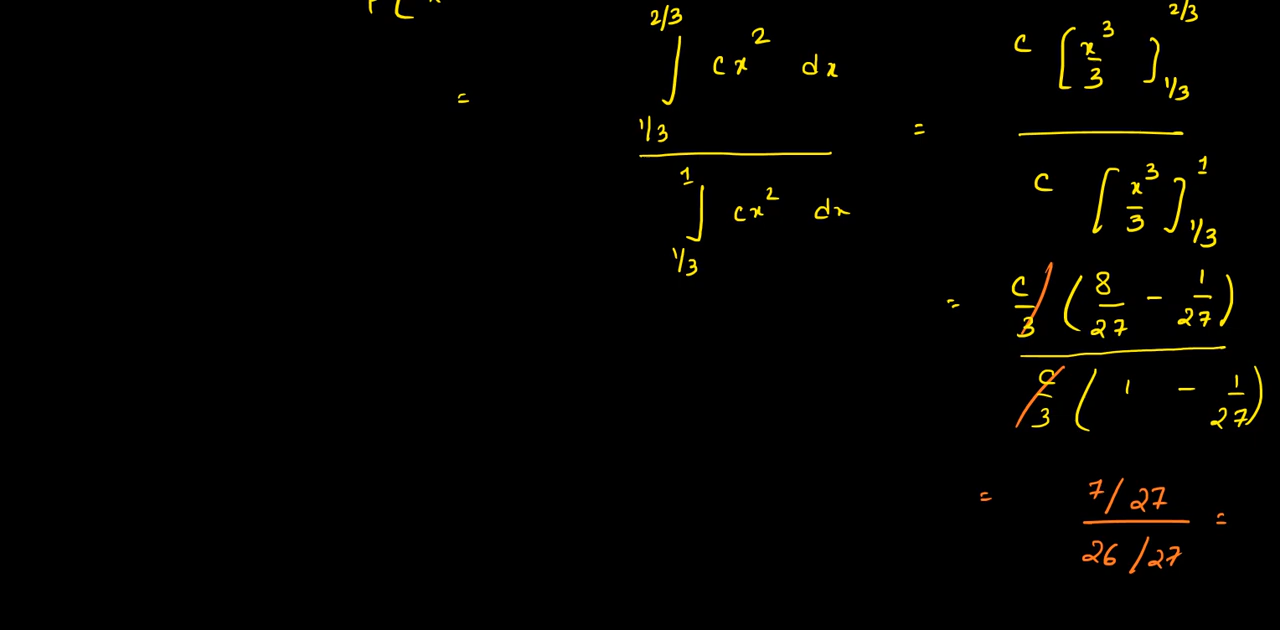 P[x
= ∫_{1/3}^{2/3} cx² dx / ∫_{1/3}^{1} cx² dx = c [x³/3]_{1/3}^{2/3} / c [x³/3]_{1/3}^{1}
= c/3 (8/27 - 1/27) / c/3 (1 - 1/27)
= 7/27 / 26/27 =